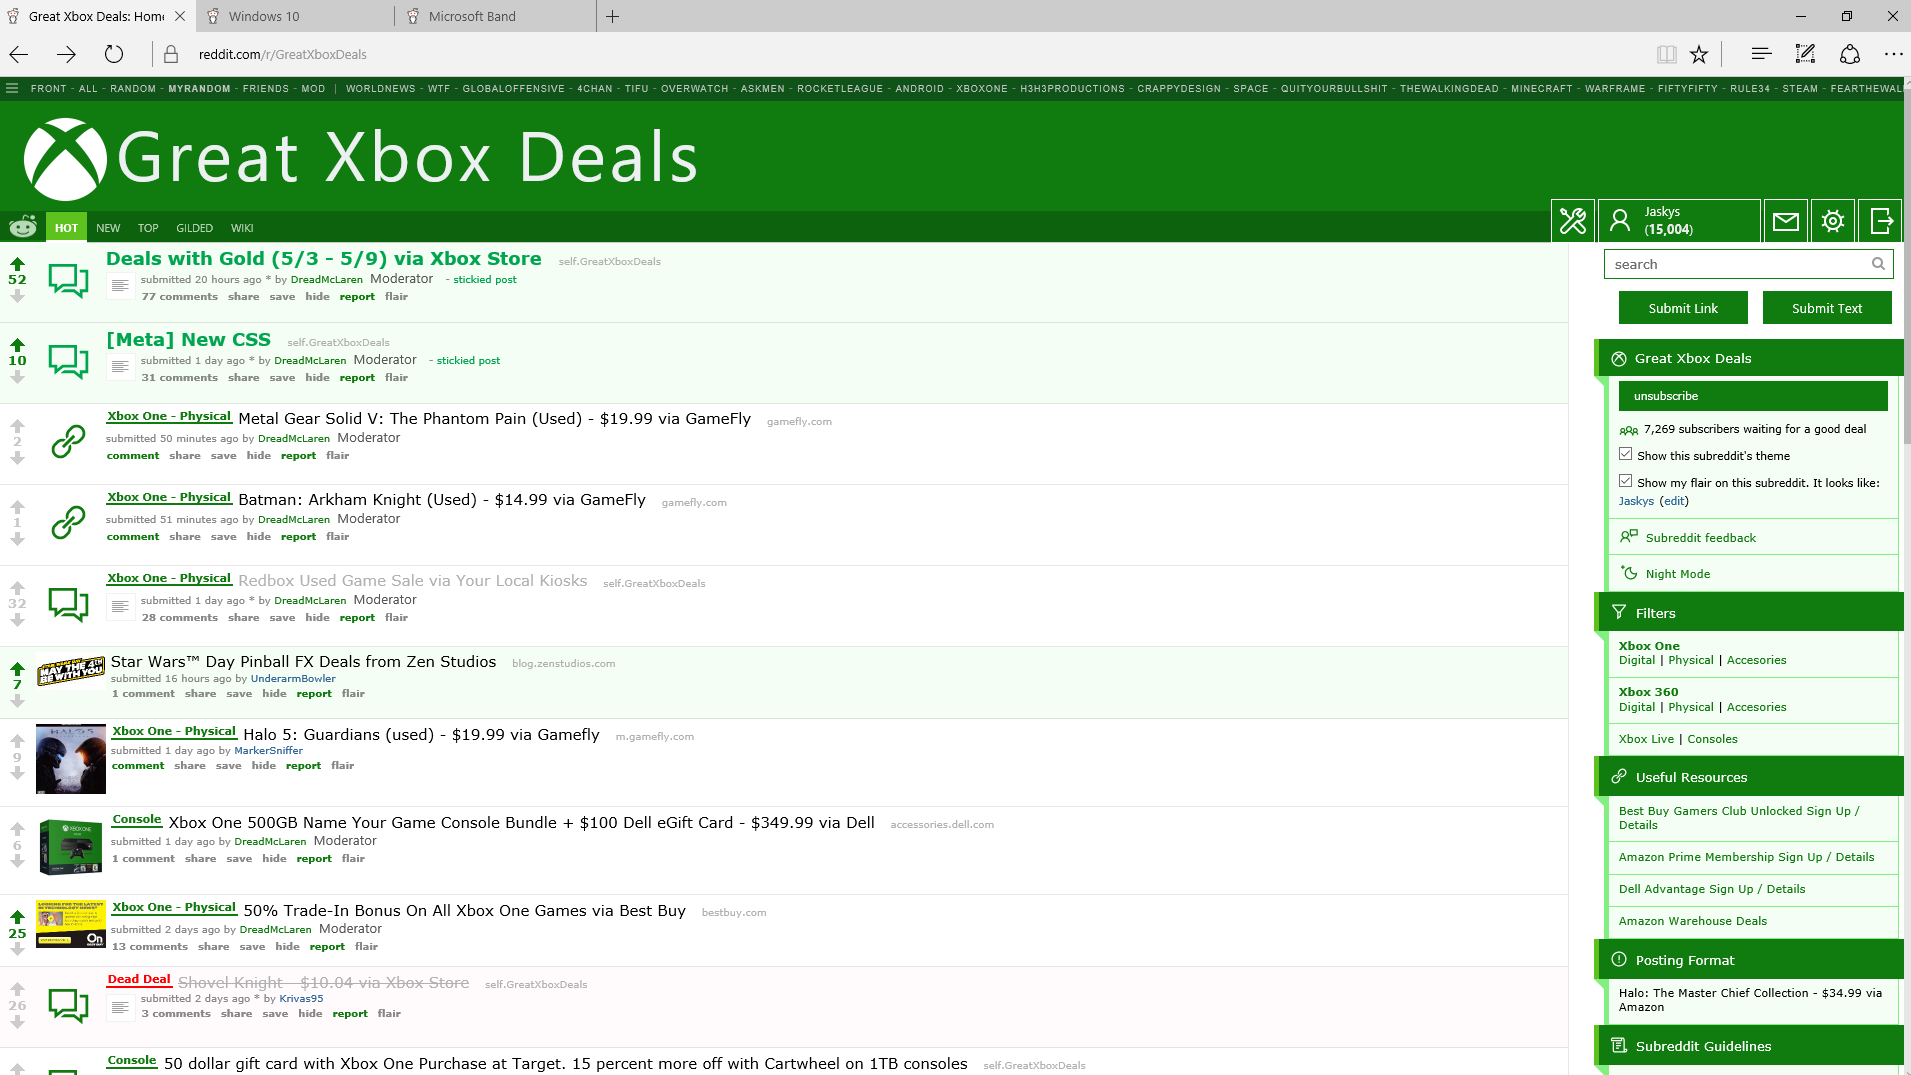 Great Xbox Deals: Hom
Windows 10
Microsoft Band
reddit.com/r/GreatXboxDeals
FRONT - ALL - RANDOM - MYRANDOM - FRIENDS - MOD | WORLDNEWS - WTF - GLOBALOFFENSIVE - 4CHAN - TIFU - OVERWATCH - ASKMEN - ROCKETLEAGUE - ANDROID - XBOXONE - H3H3PRODUCTIONS - CRAPPYDESIGN - SPACE - QUITYOURBULLSHIT - THEWALKINGDEAD - MINECRAFT - WARFRAME - FIFTYFIFTY - RULE34 - STEAM - FEARTHEWAL
Great Xbox Deals
HOT NEW TOP GILDED WIKI
Jaskys
(15,004)
52
Deals with Gold (5/3 - 5/9) via Xbox Store self.GreatXboxDeals
submitted 20 hours ago * by DreadMcLaren Moderator - stickied post
77 comments share save hide report flair
10
[Meta] New CSS self.GreatXboxDeals
submitted 1 day ago * by DreadMcLaren Moderator - stickied post
31 comments share save hide report flair
2
Xbox One - Physical Metal Gear Solid V: The Phantom Pain (Used) - $19.99 via GameFly gamefly.com
submitted 50 minutes ago by DreadMcLaren Moderator
comment share save hide report flair
1
Xbox One - Physical Batman: Arkham Knight (Used) - $14.99 via GameFly gamefly.com
submitted 51 minutes ago by DreadMcLaren Moderator
comment share save hide report flair
32
Xbox One - Physical Redbox Used Game Sale via Your Local Kiosks self.GreatXboxDeals
submitted 1 day ago * by DreadMcLaren Moderator
28 comments share save hide report flair
7
MAY THE 4TH
BE WITH YOU
Star Wars™ Day Pinball FX Deals from Zen Studios blog.zenstudios.com
submitted 16 hours ago by UnderarmBowler
1 comment share save hide report flair
9
Xbox One - Physical Halo 5: Guardians (used) - $19.99 via Gamefly m.gamefly.com
submitted 1 day ago by MarkerSniffer
comment share save hide report flair
6
Console Xbox One 500GB Name Your Game Console Bundle + $100 Dell eGift Card - $349.99 via Dell accessories.dell.com
submitted 1 day ago by DreadMcLaren Moderator
1 comment share save hide report flair
25
Xbox One - Physical 50% Trade-In Bonus On All Xbox One Games via Best Buy bestbuy.com
submitted 2 days ago by DreadMcLaren Moderator
13 comments share save hide report flair
26
Dead Deal Shovel Knight - $10.04 via Xbox Store self.GreatXboxDeals
submitted 2 days ago * by Krivas95
3 comments share save hide report flair
Console 50 dollar gift card with Xbox One Purchase at Target. 15 percent more off with Cartwheel on 1TB consoles self.GreatXboxDeals
search
Submit Link Submit Text
Great Xbox Deals
unsubscribe
7,269 subscribers waiting for a good deal
Show this subreddit's theme
Show my flair on this subreddit. It looks like:
Jaskys (edit)
Subreddit feedback
Night Mode
Filters
Xbox One
Digital | Physical | Accesories
Xbox 360
Digital | Physical | Accesories
Xbox Live | Consoles
Useful Resources
Best Buy Gamers Club Unlocked Sign Up /
Details
Amazon Prime Membership Sign Up / Details
Dell Advantage Sign Up / Details
Amazon Warehouse Deals
Posting Format
Halo: The Master Chief Collection - $34.99 via
Amazon
Subreddit Guidelines